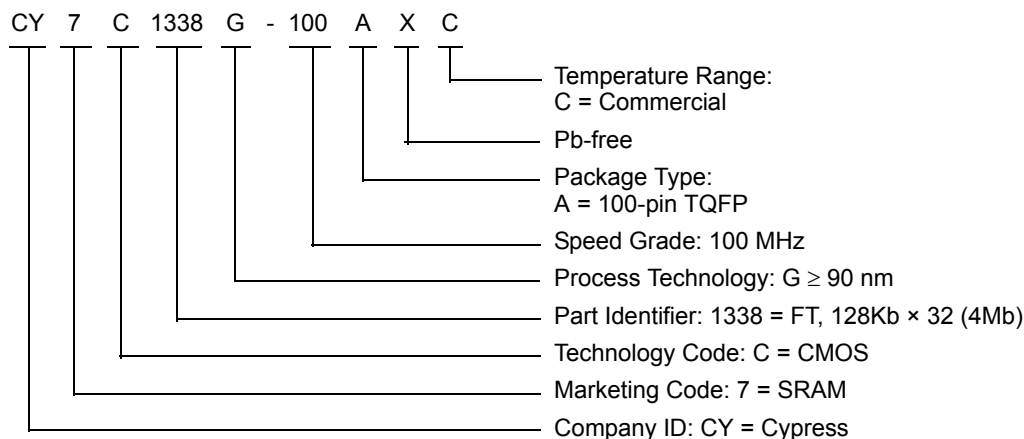 CY 7 C 1338 G - 100 A X C
Temperature Range:
C = Commercial
Pb-free
Package Type:
A = 100-pin TQFP
Speed Grade: 100 MHz
Process Technology: G ≥ 90 nm
Part Identifier: 1338 = FT, 128Kb × 32 (4Mb)
Technology Code: C = CMOS
Marketing Code: 7 = SRAM
Company ID: CY = Cypress